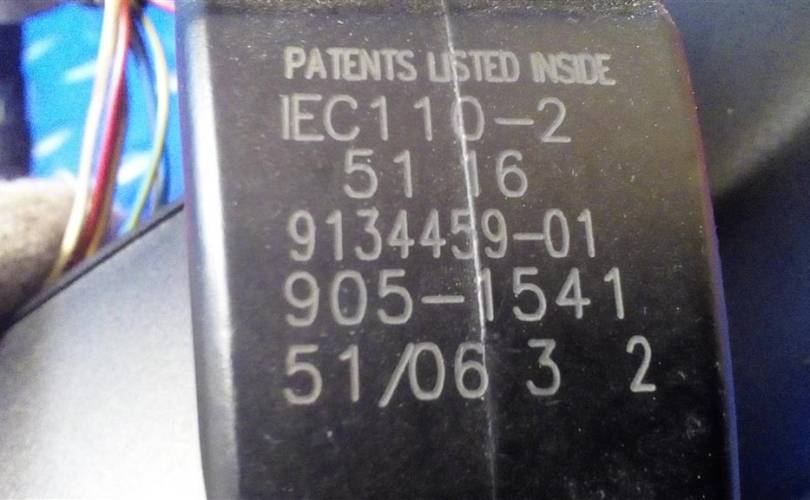 PATENTS LISTED INSIDE
IEC110-2
51 16
9134459-01
905-1541
51/06 3 2